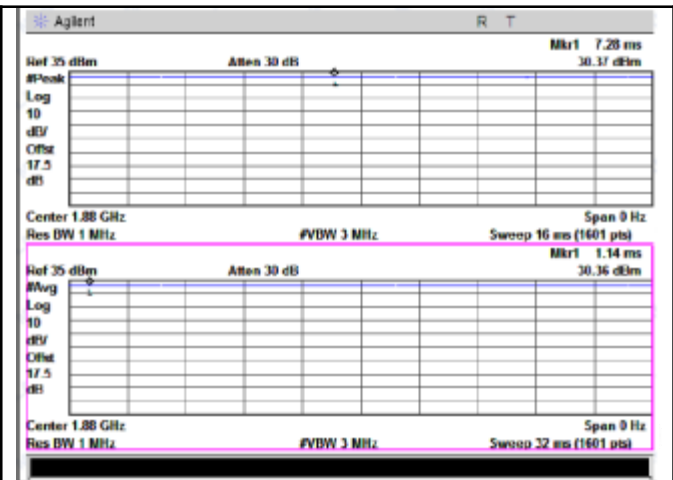 Agilent R T
Mkr1 7.28 ms
Ref 35 dBm Atten 30 dB 30.37 dBm
#Peak
Log
10
dB/
Offst
17.5
dB
Center 1.88 GHz Span 0 Hz
Res BW 1 MHz #VBW 3 MHz Sweep 16 ms (1601 pts)
Mkr1 1.14 ms
Ref 35 dBm Atten 30 dB 30.36 dBm
#Avg
Log
10
dB/
Offst
17.5
dB
Center 1.88 GHz Span 0 Hz
Res BW 1 MHz #VBW 3 MHz Sweep 32 ms (1601 pts)